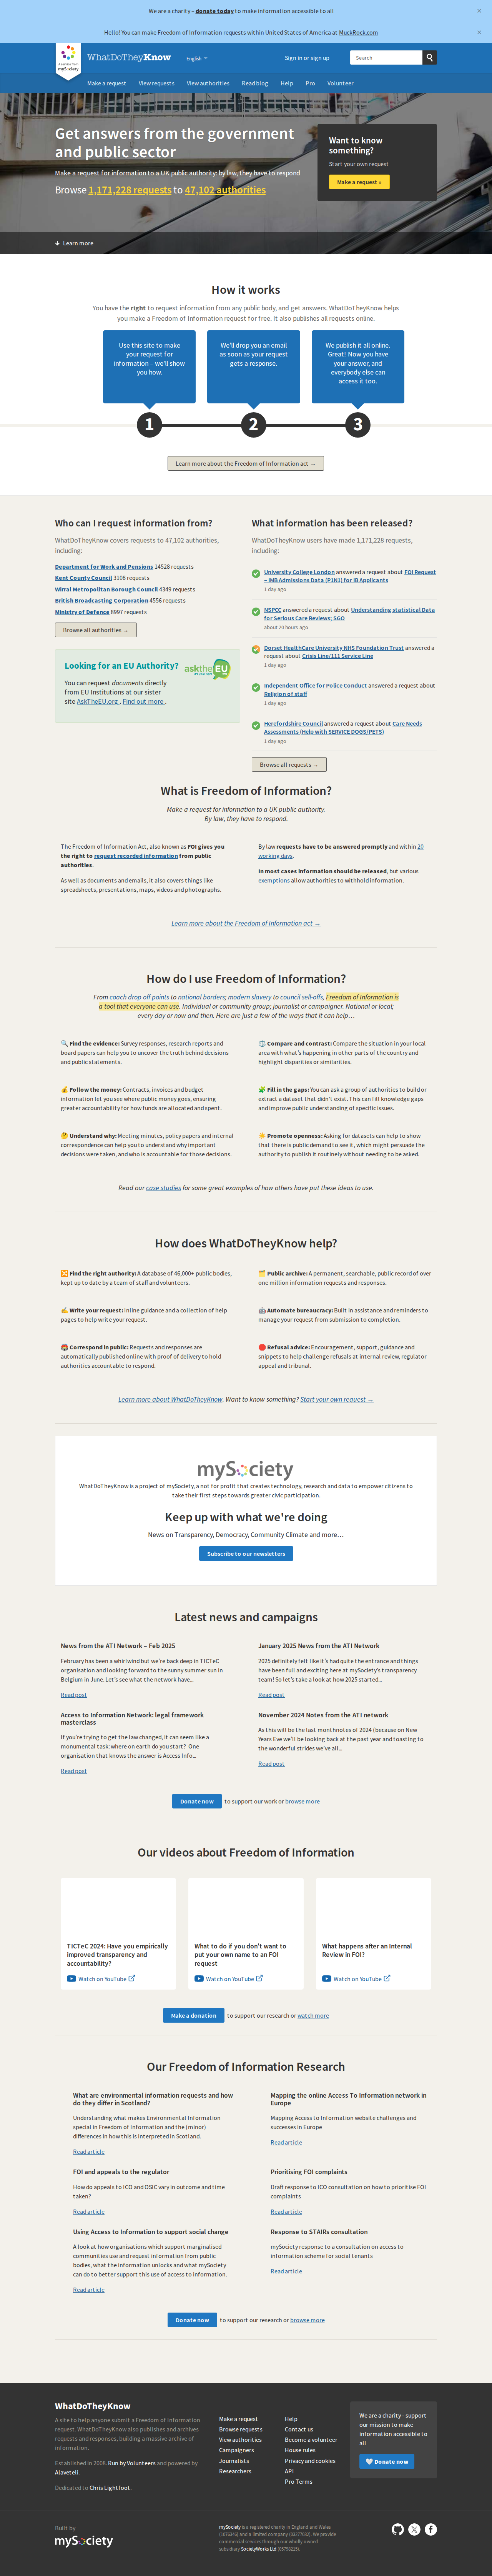 We are a charity – donate today to make information accessible to all
×
Hello! You can make Freedom of Information requests within United States of America at MuckRock.com
×
a service from mySociety
WhatDoTheyKnow
English
Sign in or sign up
Search
Make a request View requests View authorities Read blog Help Pro Volunteer
Get answers from the government
and public sector
Make a request for information to a UK public authority: by law, they have to respond
Browse 1,171,228 requests to 47,102 authorities
Want to know
something?
Start your own request
Make a request »
↓ Learn more
How it works
You have the right to request information from any public body, and get answers. WhatDoTheyKnow helps
you make a Freedom of Information request for free. It also publishes all requests online.
Use this site to make
your request for
information – we'll show
you how.
We'll drop you an email
as soon as your request
gets a response.
We publish it all online.
Great! Now you have
your answer, and
everybody else can
access it too.
1
2
3
Learn more about the Freedom of Information act →
Who can I request information from?
WhatDoTheyKnow covers requests to 47,102 authorities,
including:
Department for Work and Pensions 14528 requests
Kent County Council 3108 requests
Wirral Metropolitan Borough Council 4349 requests
British Broadcasting Corporation 4556 requests
Ministry of Defence 8997 requests
Browse all authorities →
Looking for an EU Authority?
You can request documents directly
from EU Institutions at our sister
site AskTheEU.org . Find out more .
asktheEU
it's your right
What information has been released?
WhatDoTheyKnow users have made 1,171,228 requests,
including:
University College London answered a request about FOI Request
– IMB Admissions Data (P1N1) for IB Applicants
1 day ago
NSPCC answered a request about Understanding statistical Data
for Serious Care Reviews; SGO
about 20 hours ago
Dorset HealthCare University NHS Foundation Trust answered a
request about Crisis Line/111 Service Line
1 day ago
Independent Office for Police Conduct answered a request about
Religion of staff
1 day ago
Herefordshire Council answered a request about Care Needs
Assessments (Help with SERVICE DOGS/PETS)
1 day ago
Browse all requests →
What is Freedom of Information?
Make a request for information to a UK public authority.
By law, they have to respond.
The Freedom of Information Act, also known as FOI gives you
the right to request recorded information from public
authorities.
As well as documents and emails, it also covers things like
spreadsheets, presentations, maps, videos and photographs.
By law requests have to be answered promptly and within 20
working days.
In most cases information should be released, but various
exemptions allow authorities to withhold information.
Learn more about the Freedom of Information act →
How do I use Freedom of Information?
From coach drop off points to national borders; modern slavery to council sell-offs, Freedom of Information is
a tool that everyone can use. Individual or community group; journalist or campaigner. National or local;
every day or now and then. Here are just a few of the ways that it can help…
🔍 Find the evidence: Survey responses, research reports and
board papers can help you to uncover the truth behind decisions
and public statements.
⚖️ Compare and contrast: Compare the situation in your local
area with what's happening in other parts of the country and
highlight disparities or similarities.
💰 Follow the money: Contracts, invoices and budget
information let you see where public money goes, ensuring
greater accountability for how funds are allocated and spent.
🧩 Fill in the gaps: You can ask a group of authorities to build or
extract a dataset that didn't exist. This can fill knowledge gaps
and improve public understanding of specific issues.
🤔 Understand why: Meeting minutes, policy papers and internal
correspondence can help you to understand why important
decisions were taken, and who is accountable for those decisions.
☀️ Promote openness: Asking for datasets can help to show
that there is public demand to see it, which might persuade the
authority to publish it routinely without needing to be asked.
Read our case studies for some great examples of how others have put these ideas to use.
How does WhatDoTheyKnow help?
🔀 Find the right authority: A database of 46,000+ public bodies,
kept up to date by a team of staff and volunteers.
🗂️ Public archive: A permanent, searchable, public record of over
one million information requests and responses.
✍️ Write your request: Inline guidance and a collection of help
pages to help write your request.
🤖 Automate bureaucracy: Built in assistance and reminders to
manage your request from submission to completion.
📮 Correspond in public: Requests and responses are
automatically published online with proof of delivery to hold
authorities accountable to respond.
🛑 Refusal advice: Encouragement, support, guidance and
snippets to help challenge refusals at internal review, regulator
appeal and tribunal.
Learn more about WhatDoTheyKnow. Want to know something? Start your own request →
mySociety
WhatDoTheyKnow is a project of mySociety, a not for profit that creates technology, research and data to empower citizens to
take their first steps towards greater civic participation.
Keep up with what we're doing
News on Transparency, Democracy, Community Climate and more…
Subscribe to our newsletters
Latest news and campaigns
News from the ATI Network – Feb 2025
February has been a whirlwind but we're back deep in TICTeC
organisation and looking forward to the sunny summer sun in
Belgium in June. Let's see what the network have...
Read post
January 2025 News from the ATI Network
2025 definitely felt like it's had quite the entrance and things
have been full and exciting here at mySociety's transparency
team! So let's take a look at how 2025 started...
Read post
Access to Information Network: legal framework
masterclass
If you're trying to get the law changed, it can seem like a
monumental task: where on earth do you start? One
organisation that knows the answer is Access Info...
Read post
November 2024 Notes from the ATI network
As this will be the last monthnotes of 2024 (because on New
Years Eve we'll be looking back at the past year and toasting to
the wonderful strides we've all...
Read post
Donate now to support our work or browse more
Our videos about Freedom of Information
TICTeC 2024: Have you empirically
improved transparency and
accountability?
Watch on YouTube
What to do if you don't want to
put your own name to an FOI
request
Watch on YouTube
What happens after an Internal
Review in FOI?
Watch on YouTube
Make a donation to support our research or watch more
Our Freedom of Information Research
What are environmental information requests and how
do they differ in Scotland?
Understanding what makes Environmental Information
special in Freedom of Information and the (minor)
differences in how this is interpreted in Scotland.
Read article
Mapping the online Access To Information network in
Europe
Mapping Access to Information website challenges and
successes in Europe
Read article
FOI and appeals to the regulator
How do appeals to ICO and OSIC vary in outcome and time
taken?
Read article
Prioritising FOI complaints
Draft response to ICO consultation on how to prioritise FOI
complaints
Read article
Using Access to Information to support social change
A look at how organisations which support marginalised
communities use and request information from public
bodies, what the information unlocks and what mySociety
can do to better support this use of access to information.
Read article
Response to STAIRs consultation
mySociety response to a consultation on access to
information scheme for social tenants
Read article
Donate now to support our research or browse more
WhatDoTheyKnow
A site to help anyone submit a Freedom of Information
request. WhatDoTheyKnow also publishes and archives
requests and responses, building a massive archive of
information.
Established in 2008. Run by Volunteers and powered by
Alaveteli.
Dedicated to Chris Lightfoot.
Make a request
Browse requests
View authorities
Campaigners
Journalists
Researchers
Help
Contact us
Become a volunteer
House rules
Privacy and cookies
API
Pro Terms
We are a charity - support
our mission to make
information accessible to
all
🤍 Donate now
Built by
mySociety
mySociety is a registered charity in England and Wales
(1076346) and a limited company (03277032). We provide
commercial services through our wholly owned
subsidiary SocietyWorks Ltd (05798215).